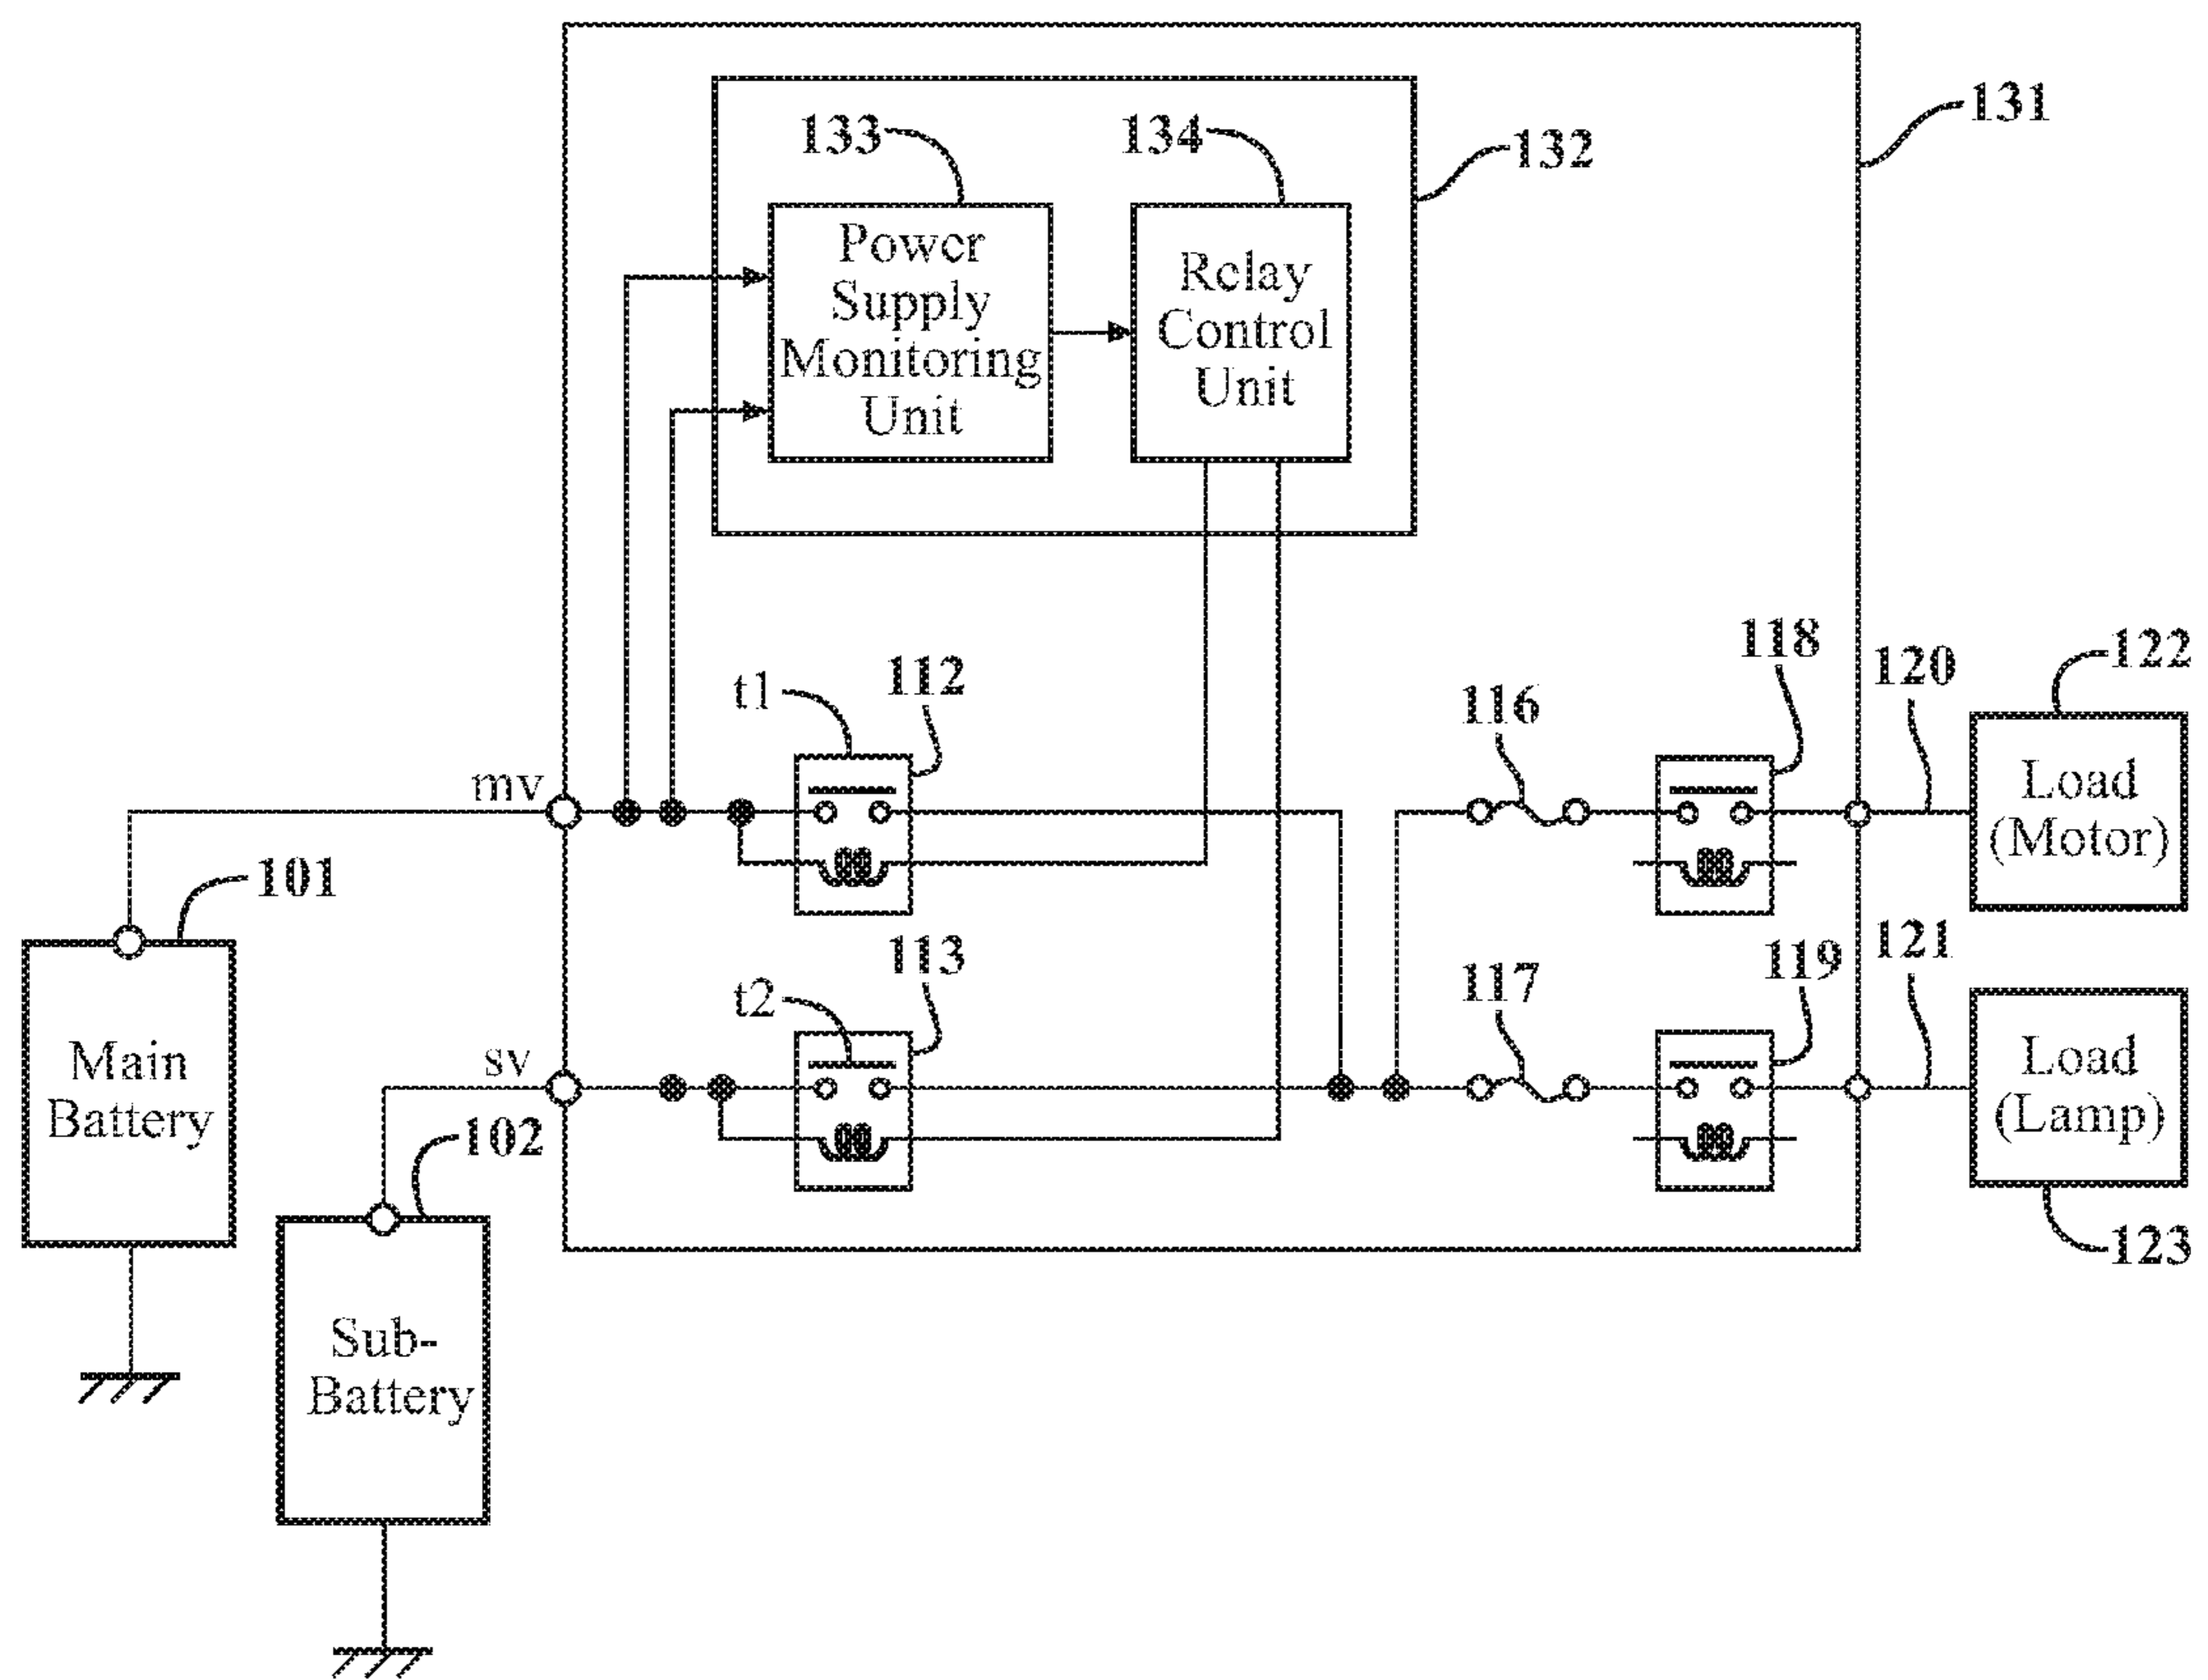 131
133
134
132
Power
Supply
Monitoring
Unit
Relay
Control
Unit
118
120
122
t1
112
116
mv
Load
(Motor)
101
113
117
119
121
t2
sv
Main
Battery
102
Load
(Lamp)
123
Sub-
Battery